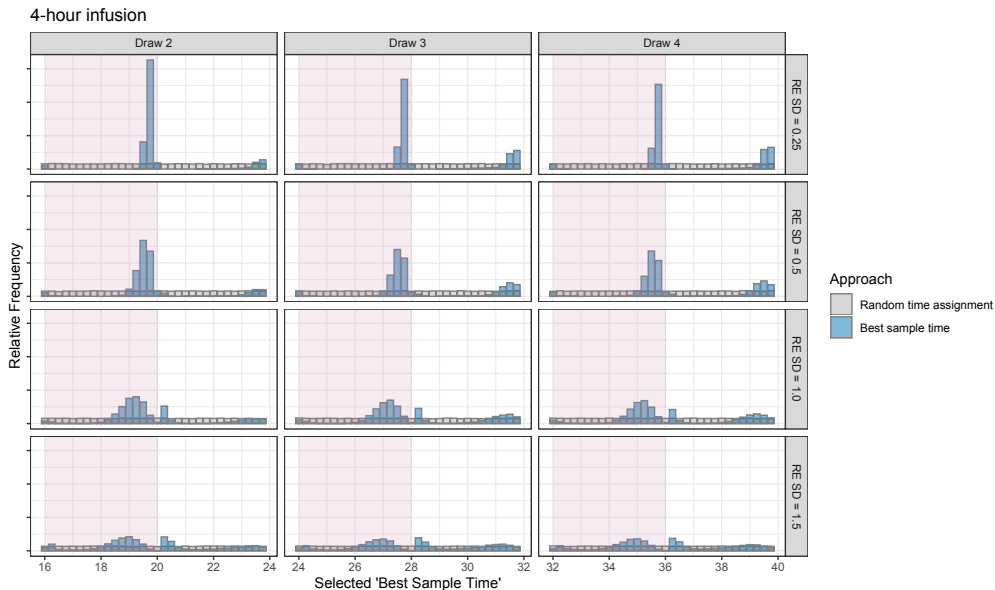 4-hour infusion
Draw 2
Draw 3
Draw 4
RE SD = 0.25
RE SD = 0.5
RE SD = 1.0
RE SD = 1.5
Relative Frequency
16 18 20 22 24 24 26 28 30 32 32 34 36 38 40
Selected 'Best Sample Time'
Approach
Random time assignment
Best sample time